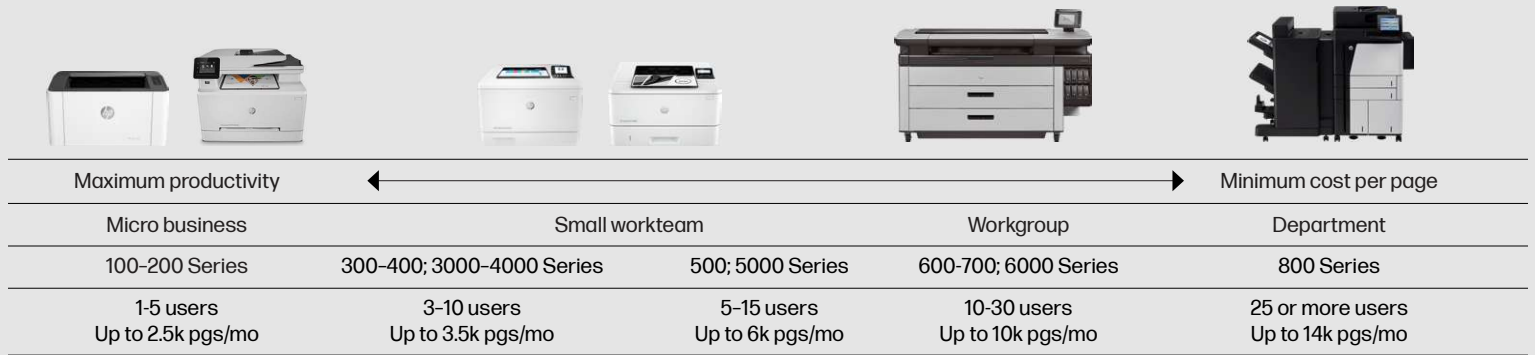 Maximum productivity Minimum cost per page
Micro business Small workteam Workgroup Department
100–200 Series 300–400; 3000–4000 Series 500; 5000 Series 600-700; 6000 Series 800 Series
1-5 users 3–10 users 5–15 users 10-30 users 25 or more users
Up to 2.5k pgs/mo Up to 3.5k pgs/mo Up to 6k pgs/mo Up to 10k pgs/mo Up to 14k pgs/mo